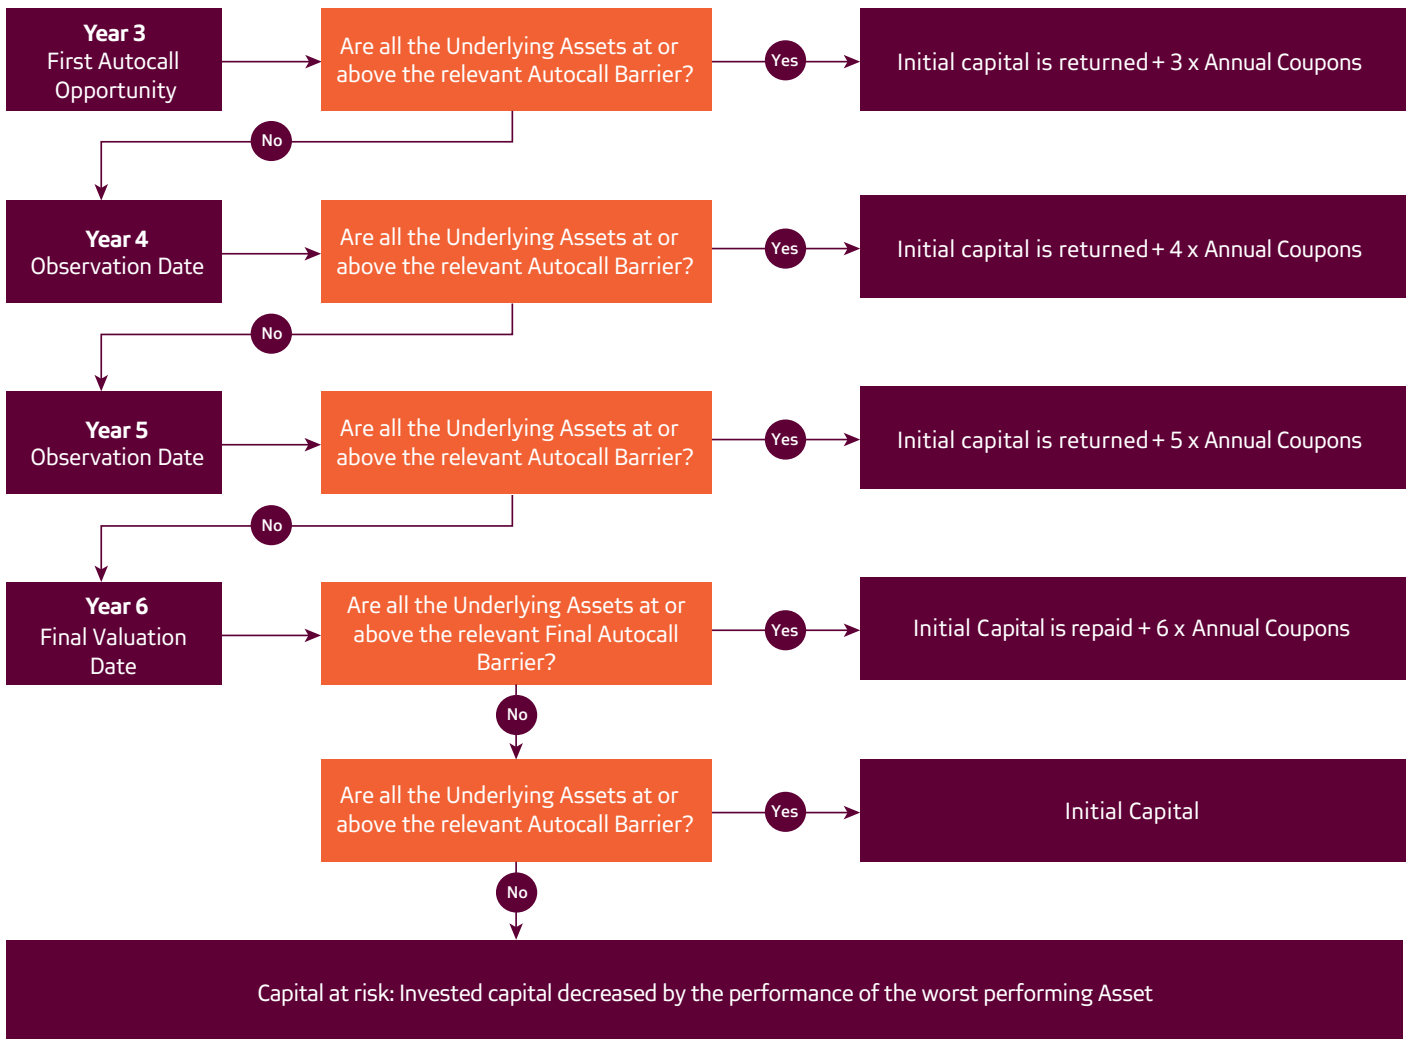 Year 3
First Autocall
Opportunity
Are all the Underlying Assets at or
above the relevant Autocall Barrier?
Yes
Initial capital is returned + 3 x Annual Coupons
No
Year 4
Observation Date
Are all the Underlying Assets at or
above the relevant Autocall Barrier?
Yes
Initial capital is returned + 4 x Annual Coupons
No
Year 5
Observation Date
Are all the Underlying Assets at or
above the relevant Autocall Barrier?
Yes
Initial capital is returned + 5 x Annual Coupons
No
Year 6
Final Valuation
Date
Are all the Underlying Assets at or
above the relevant Final Autocall
Barrier?
Yes
Initial Capital is repaid + 6 x Annual Coupons
No
Are all the Underlying Assets at or
above the relevant Autocall Barrier?
Yes
Initial Capital
No
Capital at risk: Invested capital decreased by the performance of the worst performing Asset